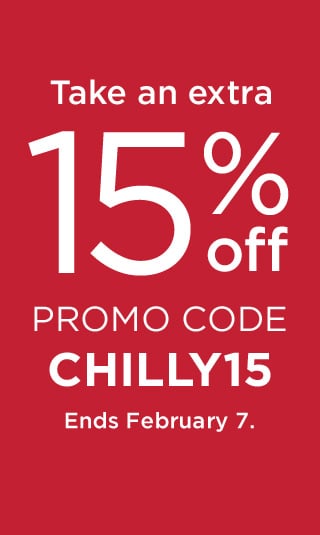 Take an extra
15%
off
PROMO CODE
CHILLY15
Ends February 7.